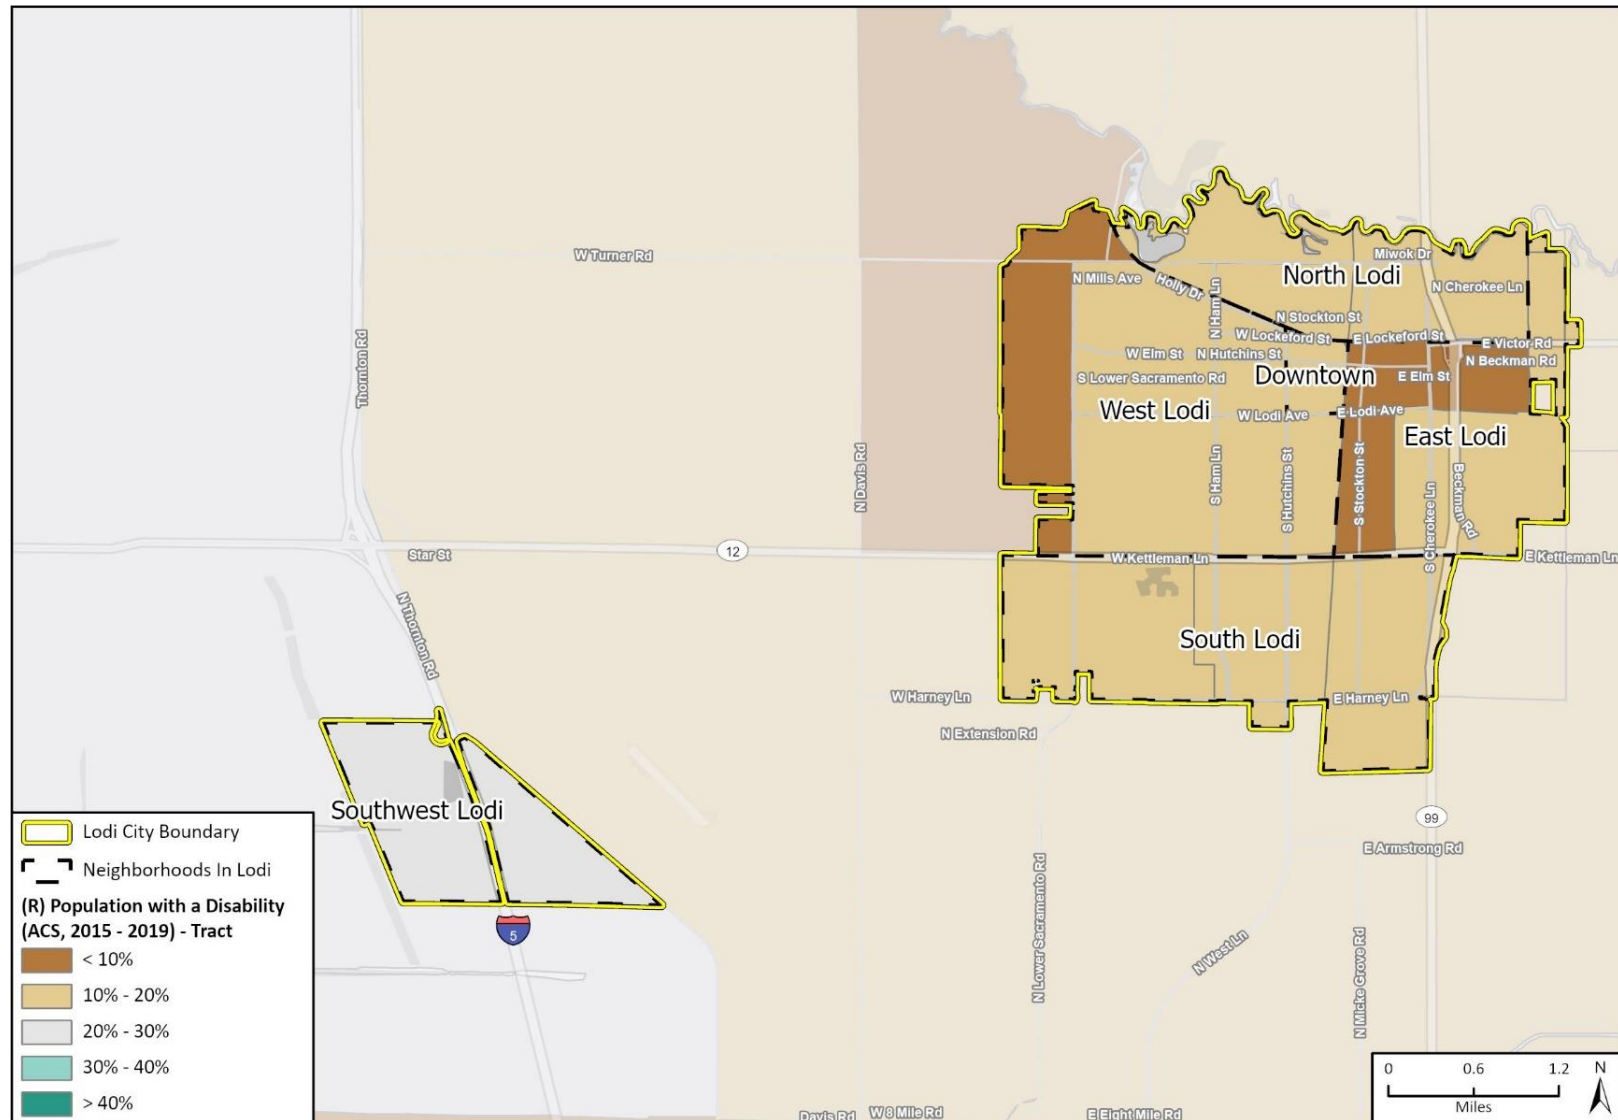 Miwok Dr
W Turner Rd
North Lodi
N Mills Ave
Holly Dr
N Ham Ln
N Cherokee Ln
N Stockton St
W Lockeford St
E Lockeford St
E Victor Rd
W Elm St
N Hutchins St
N Beckman Rd
Thornton Rd
S Lower Sacramento Rd
Downtown
E Elm St
West Lodi
W Lodi Ave
E Lodi Ave
East Lodi
N Davis Rd
S Ham Ln
S Hutchins St
S Stockton St
S Cherokee Ln
Beckman Rd
Star St
12
W Kettleman Ln
E Kettleman Ln
N Thornton Rd
South Lodi
W Harney Ln
E Harney Ln
N Extension Rd
Southwest Lodi
99
E Armstrong Rd
5
N Lower Sacramento Rd
N West Ln
N Micke Grove Rd
Davis Rd
W 8 Mile Rd
E Eight Mile Rd
Lodi City Boundary
Neighborhoods In Lodi
(R) Population with a Disability
(ACS, 2015 - 2019) - Tract
< 10%
10% - 20%
20% - 30%
30% - 40%
> 40%
0 0.6 1.2
Miles
N